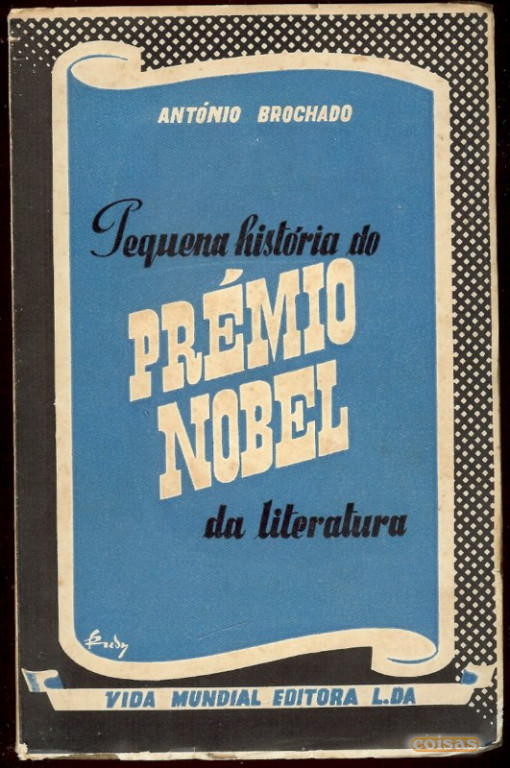 ANTÓNIO BROCHADO
Pequena história do
PRÉMIO
NOBEL
da literatura
VIDA MUNDIAL EDITORA L.DA
coisas